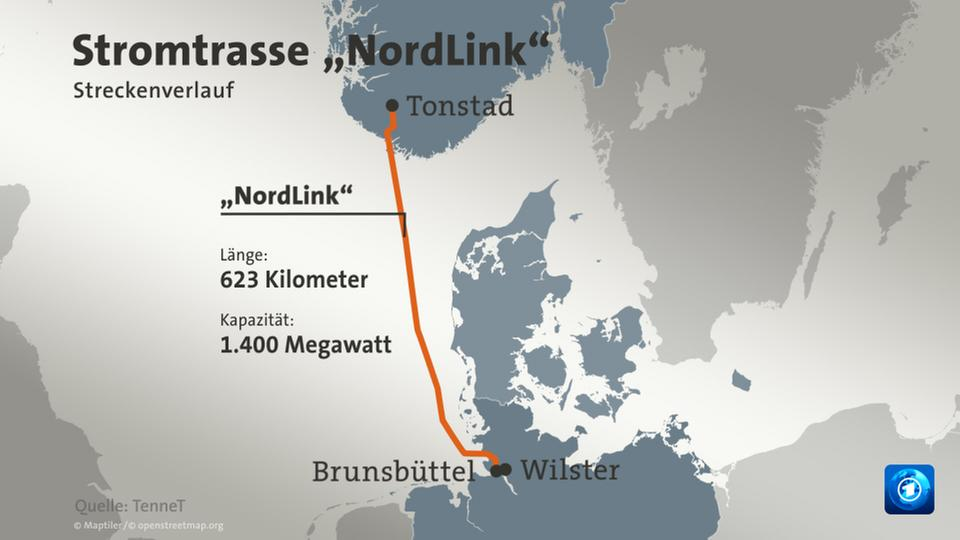 Stromtrasse „NordLink“
Streckenverlauf
Tonstad
„NordLink“
Länge:
623 Kilometer
Kapazität:
1.400 Megawatt
Brunsbüttel
Wilster
Quelle: TenneT
© Maptiler/© openstreetmap.org
1